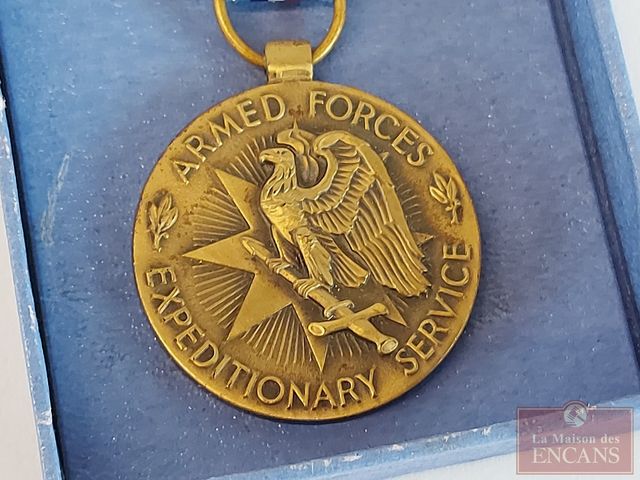 ARMED FORCES
EXPEDITIONARY SERVICE
La Maison des
ENCANS